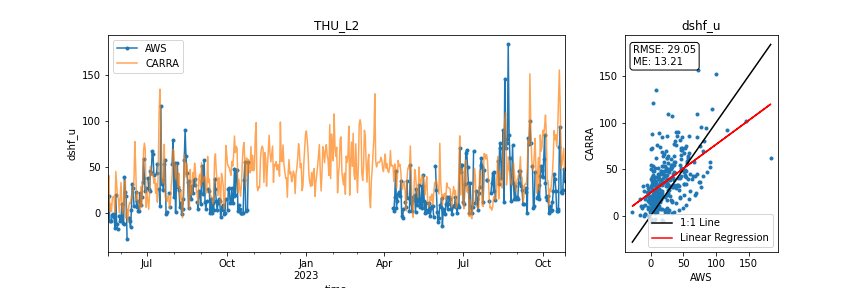 THU_L2
AWS
CARRA
dshf_u
150
100
50
0
Jul
Oct
Jan
2023
Apr
Jul
Oct
time
dshf_u
RMSE: 29.05
ME: 13.21
CARRA
150
100
50
0
1:1 Line
Linear Regression
0
50
100
150
AWS